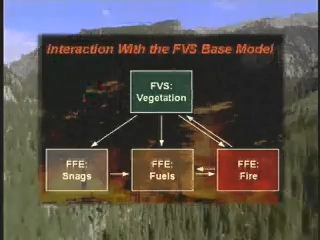 Interaction With the FVS Base Model
FVS:
Vegetation
FFE:
Snags
FFE:
Fuels
FFE:
Fire